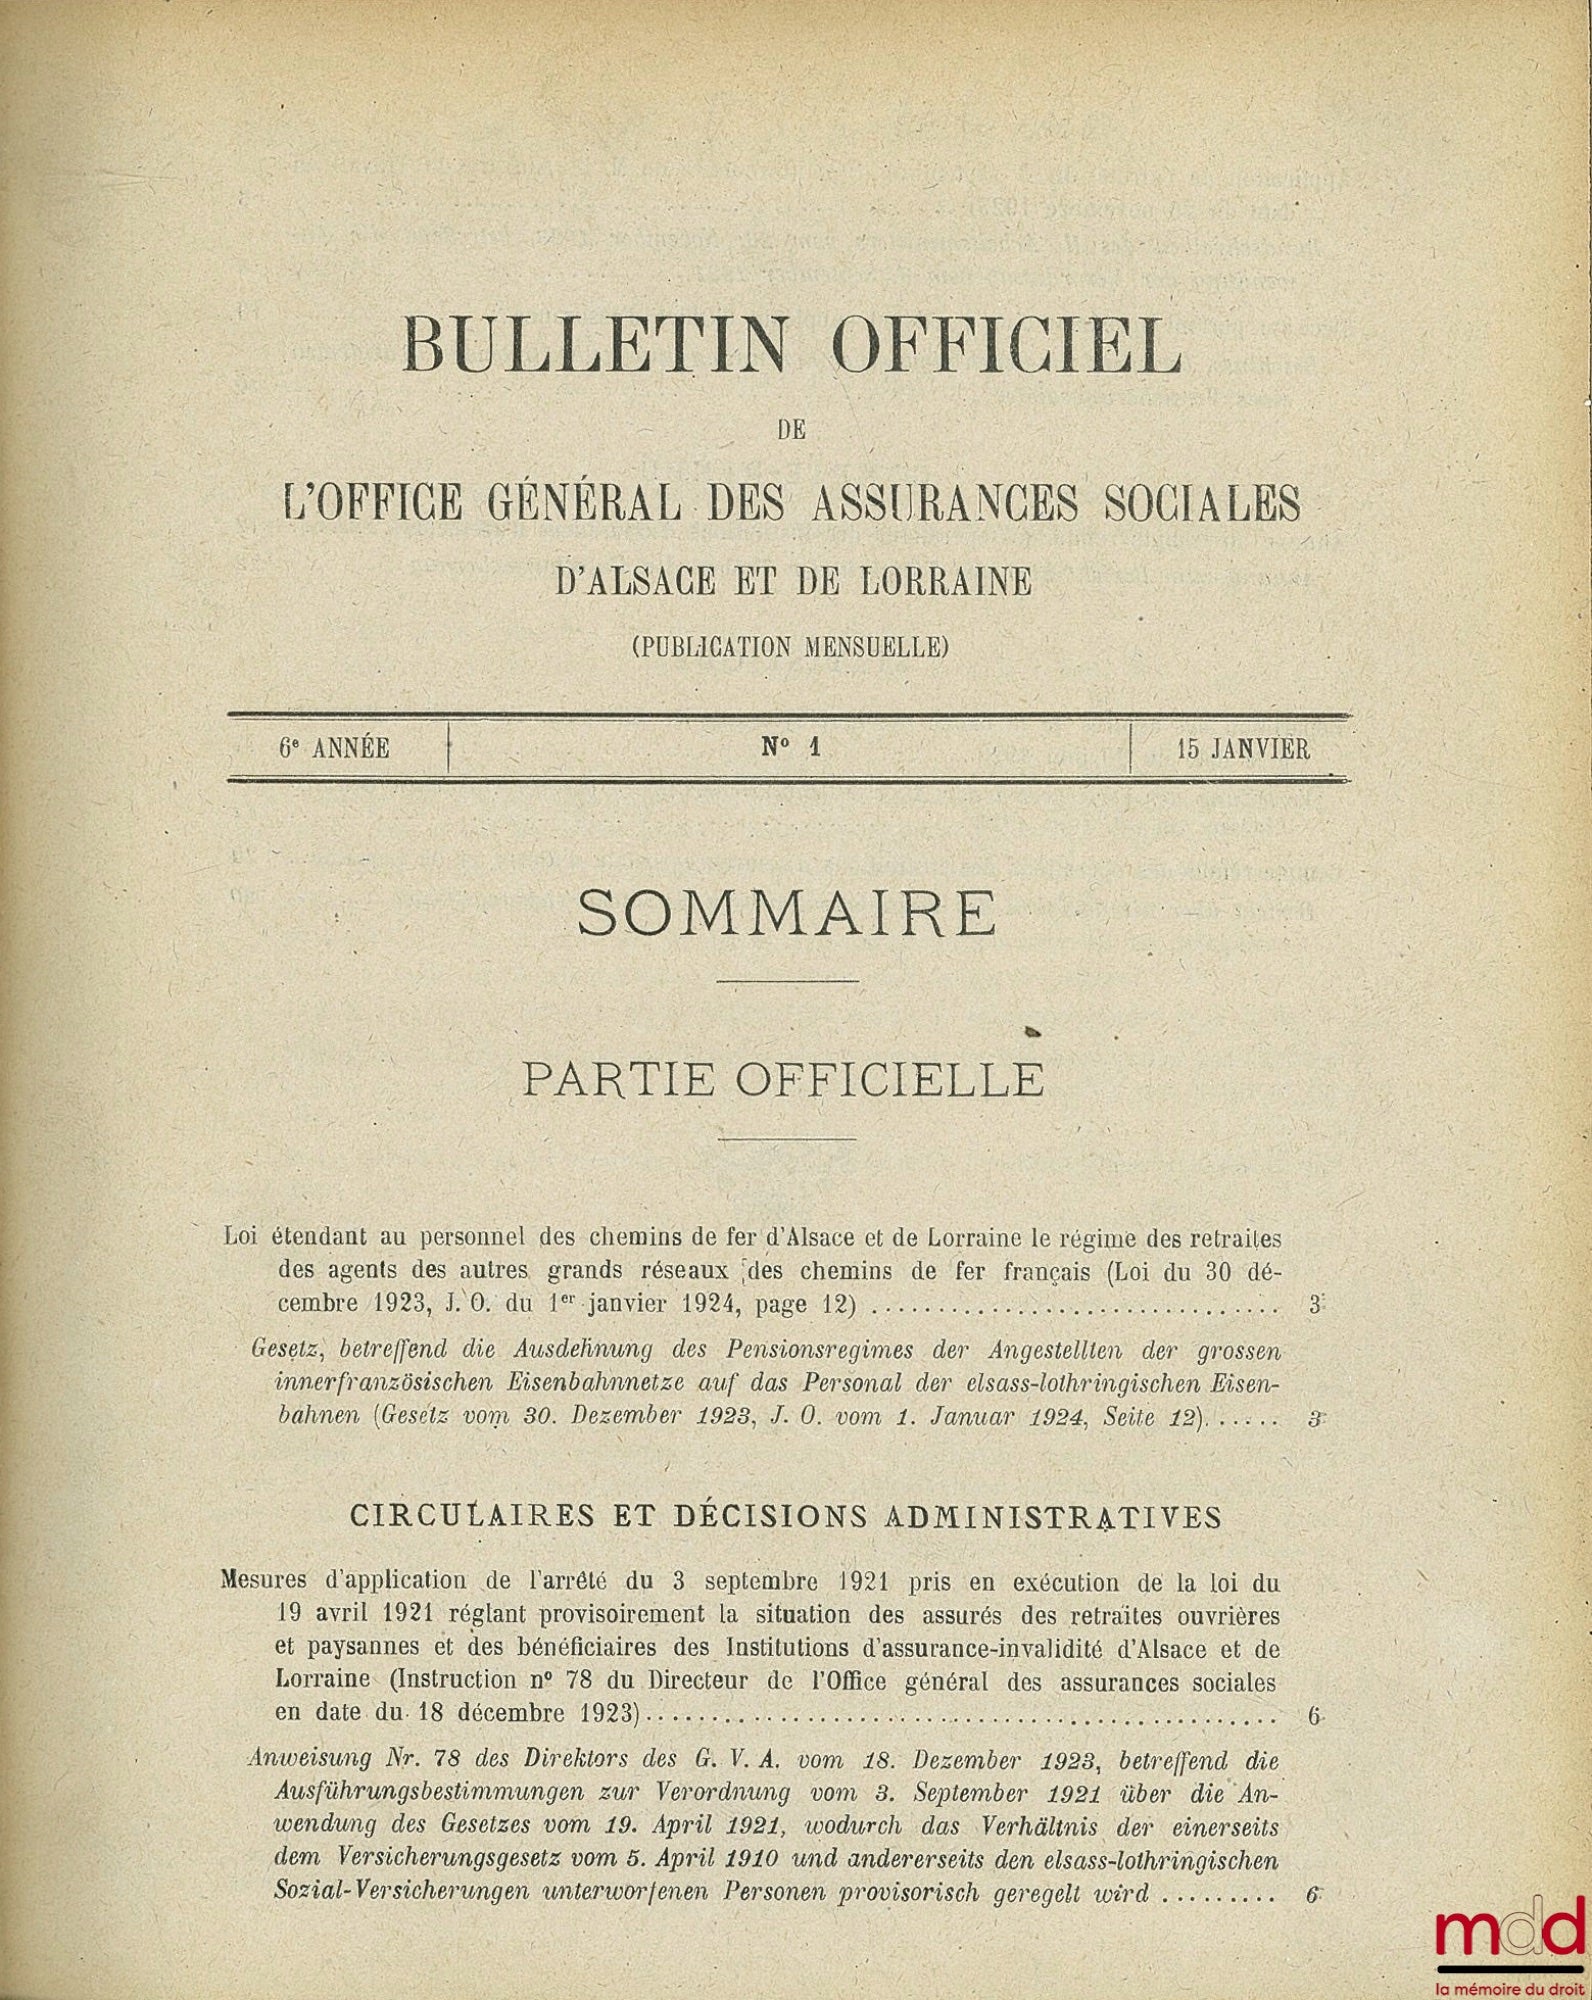 BULLETIN OFFICIEL
DE
L'OFFICE GÉNÉRAL DES ASSURANCES SOCIALES
D'ALSACE ET DE LORRAINE
(PUBLICATION MENSUELLE)
6e ANNÉE
No 1
15 JANVIER
SOMMAIRE
PARTIE OFFICIELLE
Loi étendant au personnel des chemins de fer d'Alsace et de Lorraine le régime des retraites
des agents des autres grands réseaux des chemins de fer français (Loi du 30 dé-
cembre 1923, J. O. du 1er janvier 1924, page 12) ............................... 3
Gesetz, betreffend die Ausdehnung des Pensionsregimes der Angestellten der grossen
innerfranzösischen Eisenbahnnetze auf das Personal der elsass-lothringischen Eisen-
bahnen (Gesetz vom 30. Dezember 1923, J. O. vom 1. Januar 1924, Seite 12). ..... 3
CIRCULAIRES ET DÉCISIONS ADMINISTRATIVES
Mesures d'application de l'arrêté du 3 septembre 1921 pris en exécution de la loi du
19 avril 1921 réglant provisoirement la situation des assurés des retraites ouvrières
et paysannes et des bénéficiaires des Institutions d'assurance-invalidité d'Alsace et de
Lorraine (Instruction no 78 du Directeur de l'Office général des assurances sociales
en date du 18 décembre 1923)................................................ 6
Anweisung Nr. 78 des Direktors des G. V. A. vom 18. Dezember 1923, betreffend die
Ausführungsbestimmungen zur Verordnung vom 3. September 1921 über die An-
wendung des Gesetzes vom 19. April 1921, wodurch das Verhältnis der einerseits
dem Versicherungsgesetz vom 5. April 1910 und andererseits den elsass-lothringischen
Sozial-Versicherungen unterworfenen Personen provisorisch geregelt wird ......... 6
mdd
la mémoire du droit